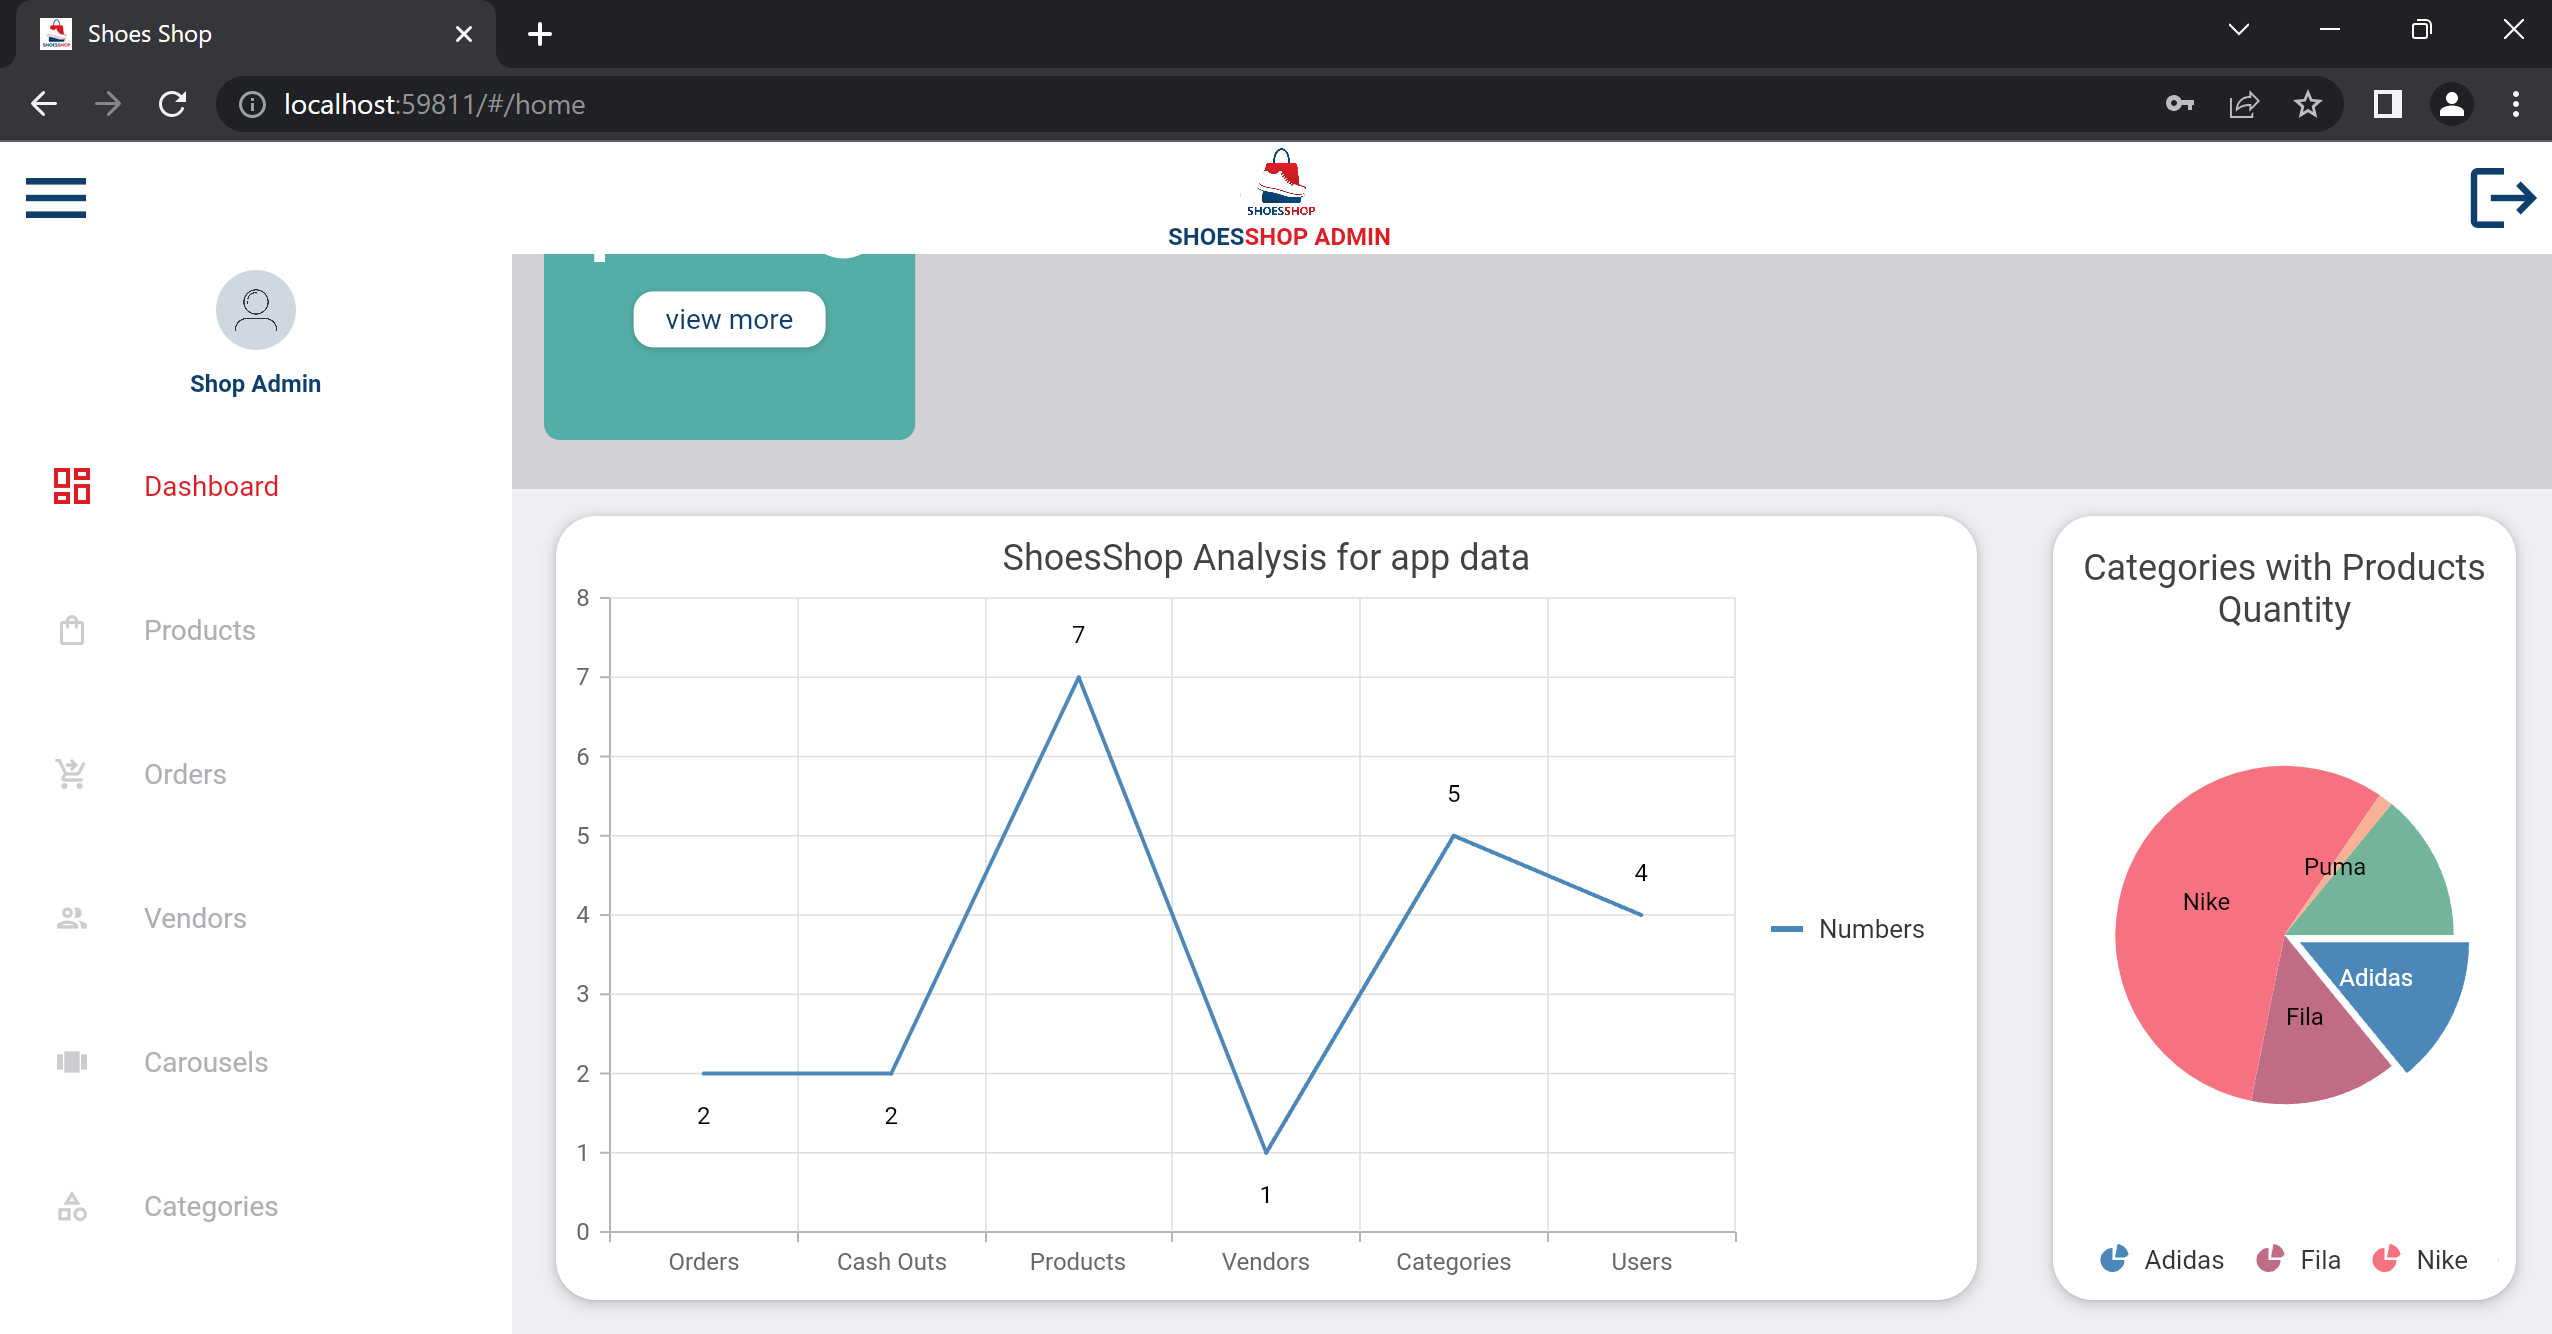 Shoes Shop
localhost:59811/#/home
SHOESSHOP
SHOESSHOP ADMIN
view more
Shop Admin
Dashboard
Products
Orders
Vendors
Carousels
Categories
ShoesShop Analysis for app data
8
7
6
5
4
3
2
1
0
2
2
7
1
5
4
Orders
Cash Outs
Products
Vendors
Categories
Users
Numbers
Categories with Products
Quantity
Puma
Nike
Adidas
Fila
Adidas
Fila
Nike